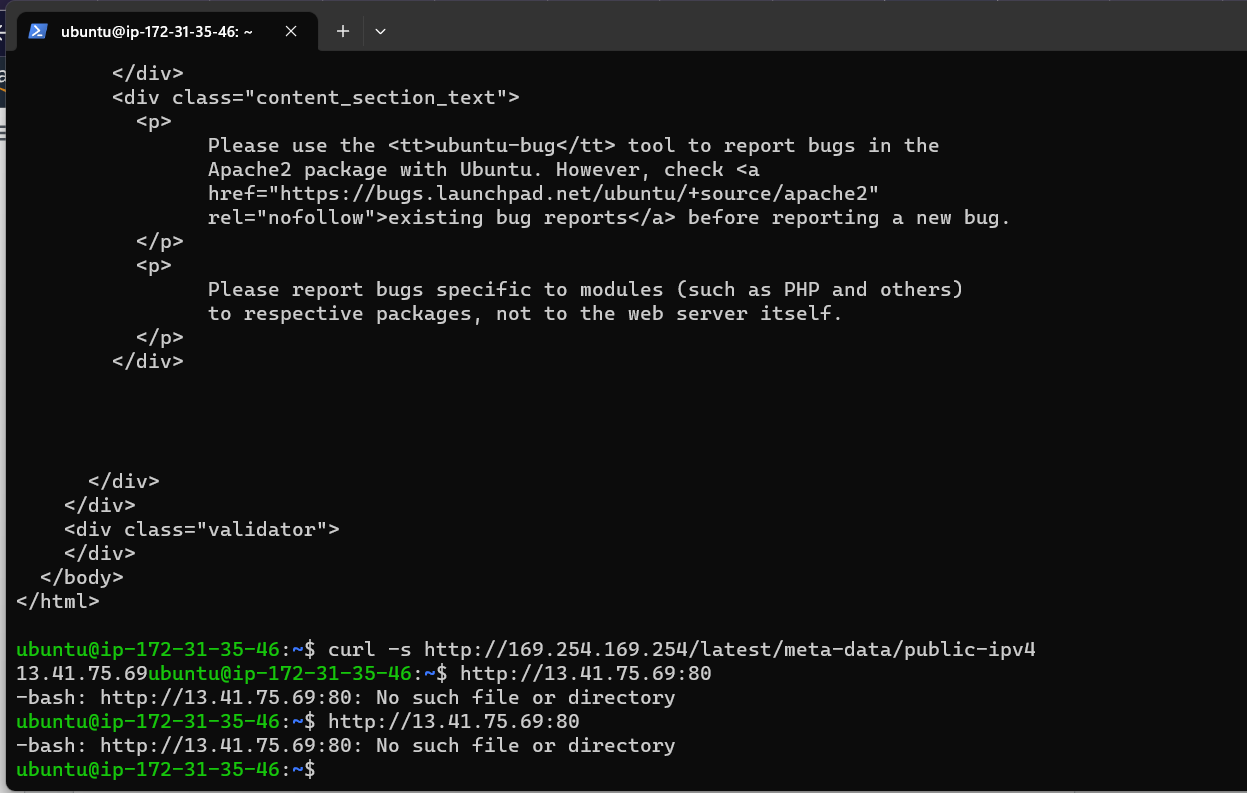 ubuntu@ip-172-31-35-46: ~
</div>
<div class="content_section_text">
<p>
Please use the <tt>ubuntu-bug</tt> tool to report bugs in the
Apache2 package with Ubuntu. However, check <a
href="https://bugs.launchpad.net/ubuntu/+source/apache2"
rel="nofollow">existing bug reports</a> before reporting a new bug.
</p>
<p>
Please report bugs specific to modules (such as PHP and others)
to respective packages, not to the web server itself.
</p>
</div>
</div>
</div>
<div class="validator">
</div>
</body>
</html>
ubuntu@ip-172-31-35-46:~$ curl -s http://169.254.169.254/latest/meta-data/public-ipv4
13.41.75.69ubuntu@ip-172-31-35-46:~$ http://13.41.75.69:80
-bash: http://13.41.75.69:80: No such file or directory
ubuntu@ip-172-31-35-46:~$ http://13.41.75.69:80
-bash: http://13.41.75.69:80: No such file or directory
ubuntu@ip-172-31-35-46:~$